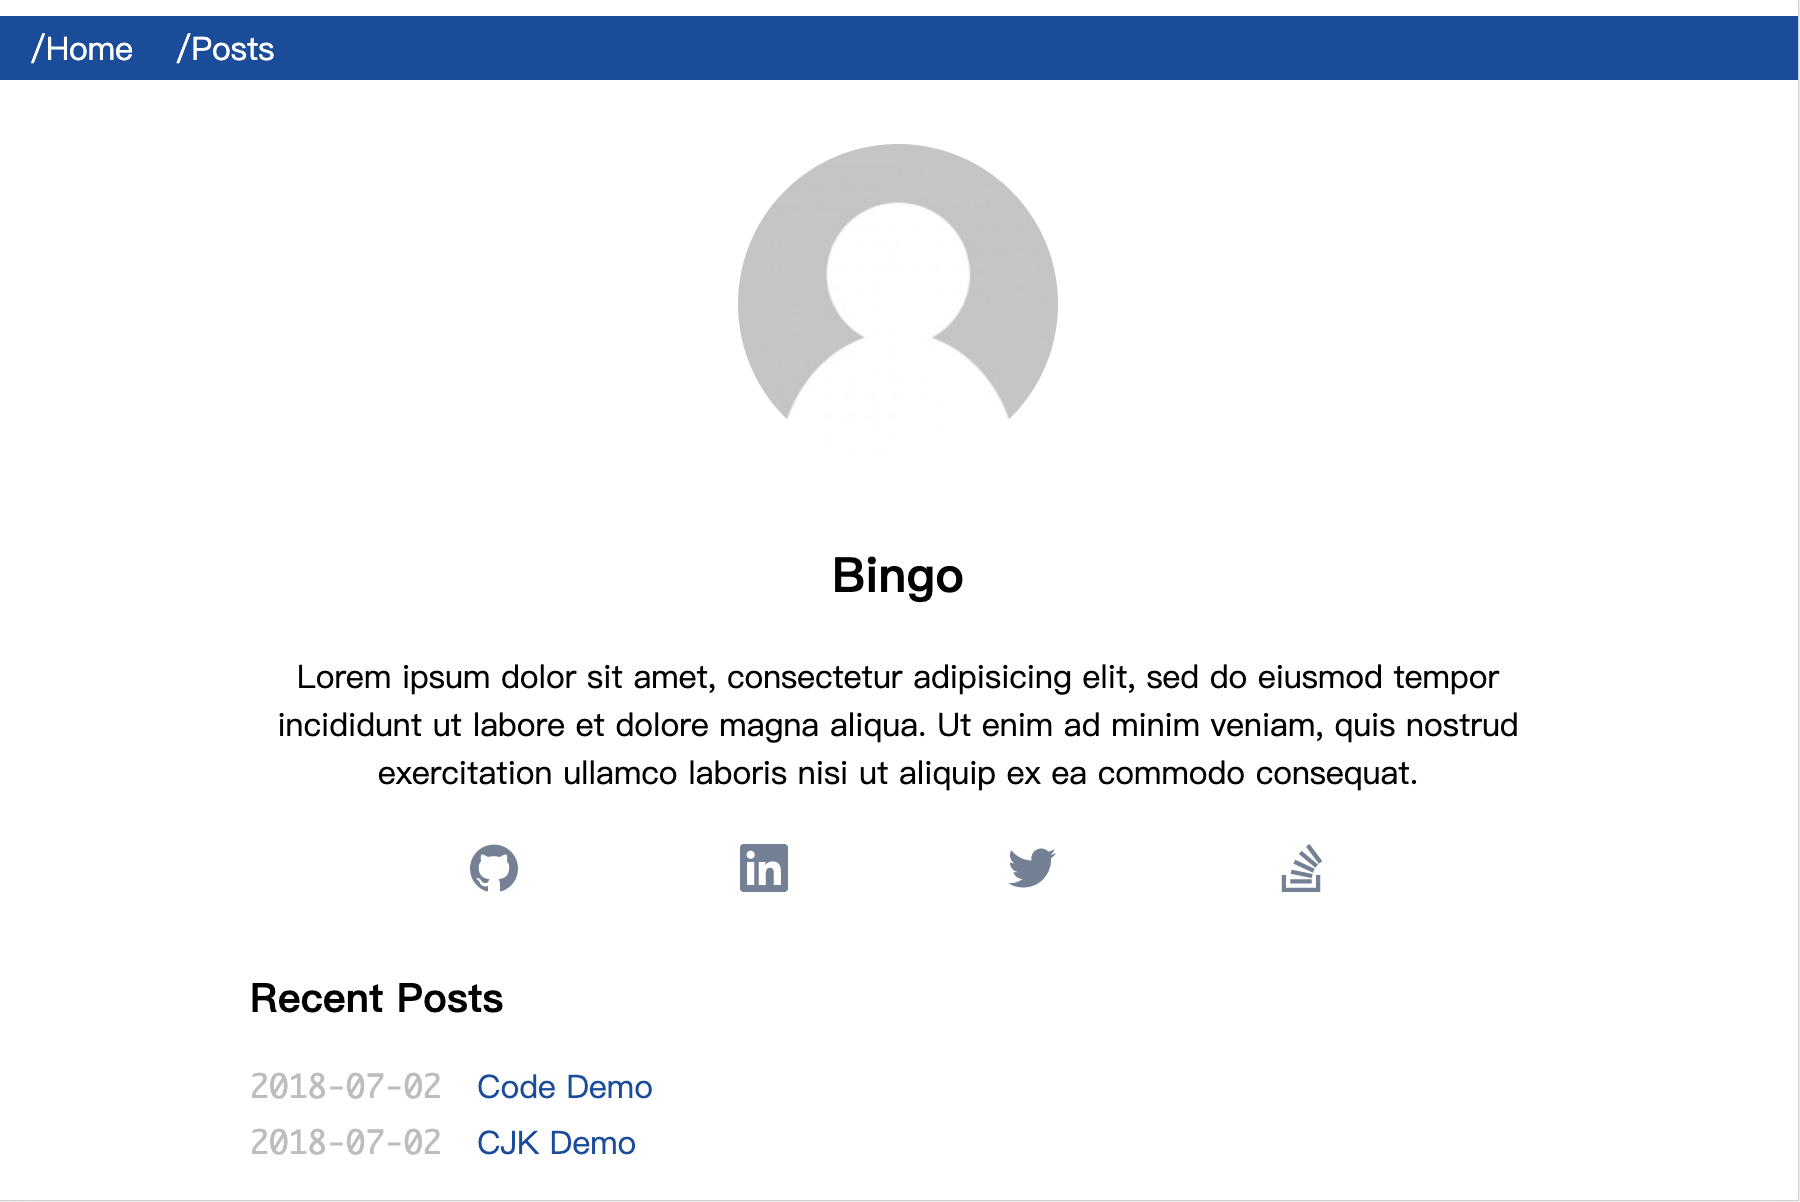 /Home /Posts
Bingo
Lorem ipsum dolor sit amet, consectetur adipisicing elit, sed do eiusmod tempor
incididunt ut labore et dolore magna aliqua. Ut enim ad minim veniam, quis nostrud
exercitation ullamco laboris nisi ut aliquip ex ea commodo consequat.
in
Recent Posts
2018-07-02 Code Demo
2018-07-02 CJK Demo